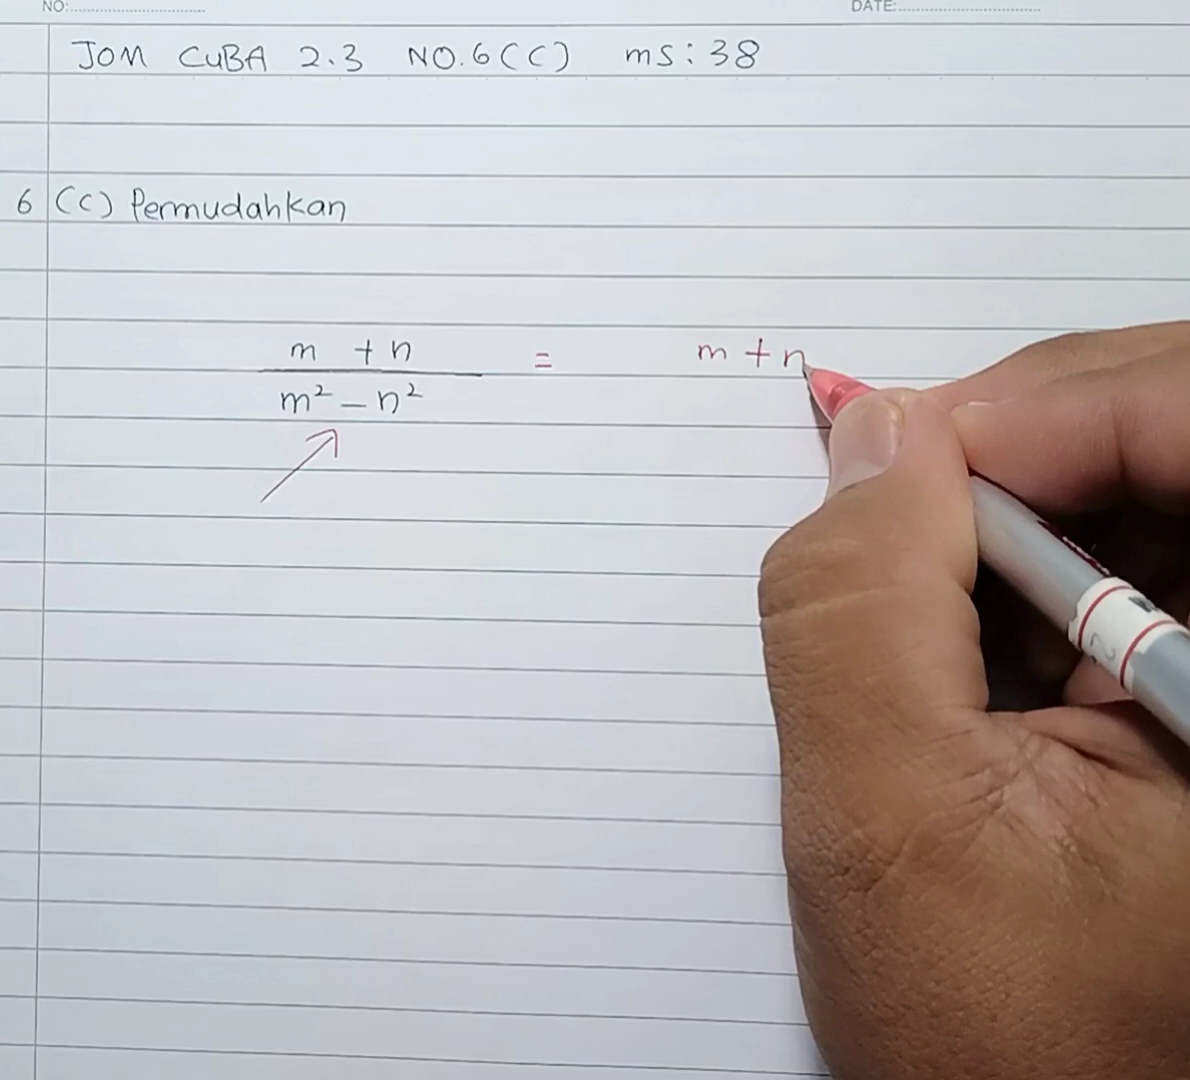 NO: DATE:
JOM CUBA 2.3 NO.6(C) ms: 38
6 (C) Permudahkan
m + n = m + n
m² - n²